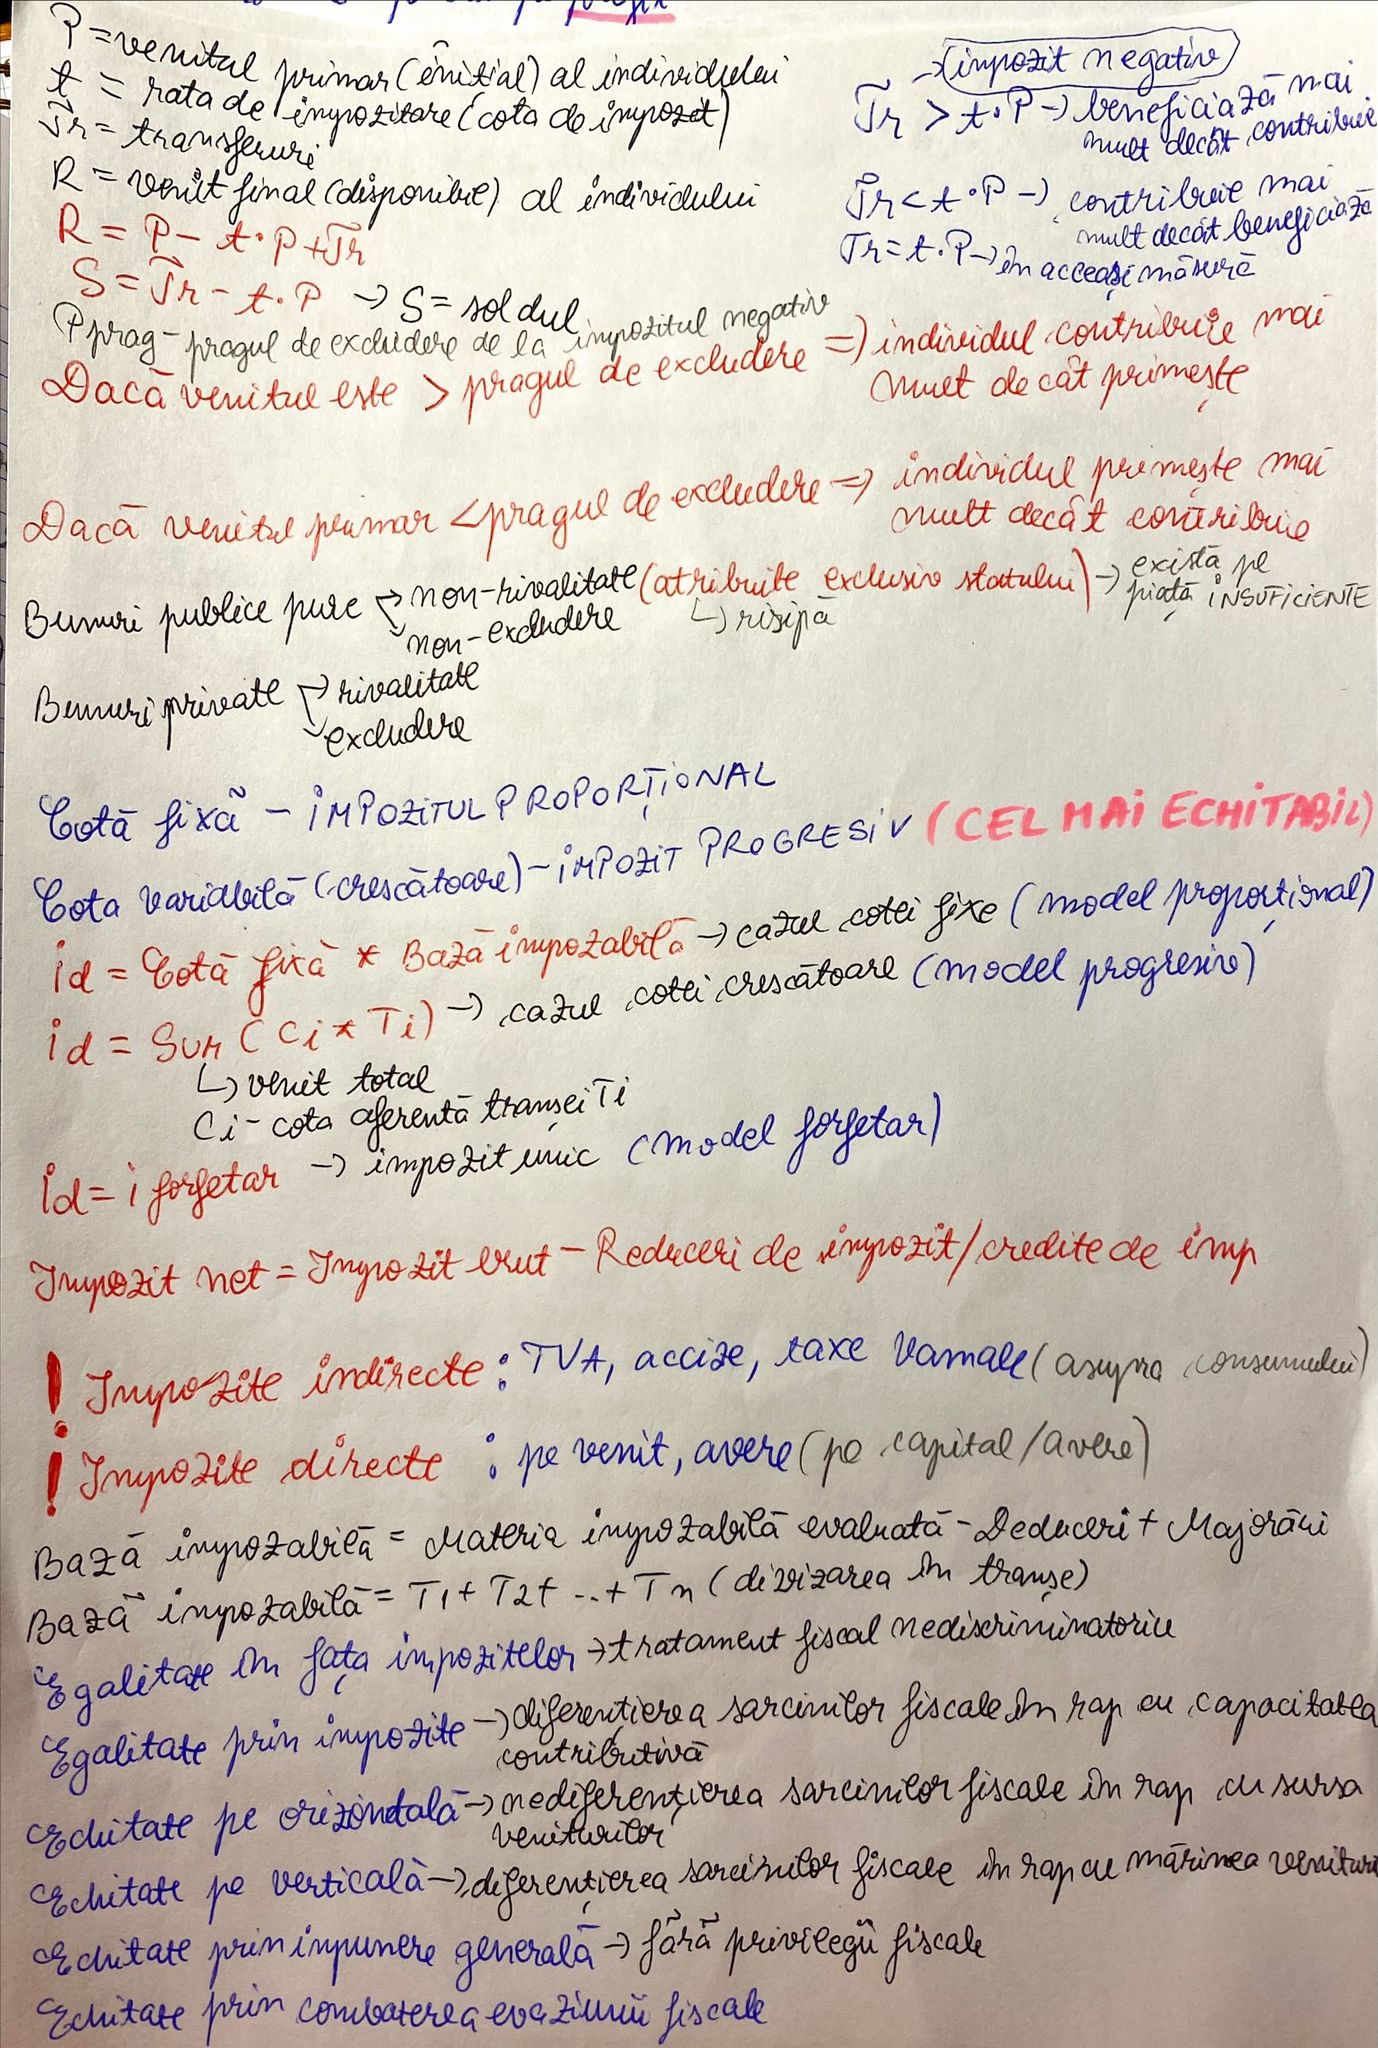 P = venitul primar (inițial) al individului
t = rata de impozitare (cota de impozit)
Tr = transferuri
R = venit final (disponibil) al individului
R = P - t·P + Tr
S = Tr - t·P → S = soldul
→ (impozit negativ)
Tr > t·P → beneficiază mai
mult decât contribuie
Tr < t·P → contribuie mai
mult decât beneficiază
Tr = t·P → în acceași măsură
Pprag - pragul de excludere de la impozitul negativ
Dacă venitul este > pragul de excludere => individul contribuie mai
mult de cât primește
Dacă venitul primar < pragul de excludere => individul primește mai
mult decât contribuie
Bunuri publice pure → non-rivalitate (atribuite exclusiv statului) → există pe
piață INSUFICIENTE
→ non-excludere
↳ risipă
Bunuri private → rivalitate
→ excludere
Cotă fixă - IMPOZITUL PROPORȚIONAL
Cota variabilă (crescătoare) - IMPOZIT PROGRESIV (CEL MAI ECHITABIL)
id = Cotă fixă * Bază impozabilă → cazul cotei fixe (model proporțional)
id = Sum (Ci * Ti) → cazul cotei crescătoare (model progresiv)
↳ venit total
Ci - cota aferentă tranșei Ti
id = i forfetar → impozit unic (model forfetar)
Impozit net = Impozit brut - Reduceri de impozit/credite de imp
! Impozite indirecte : TVA, accize, taxe vamale (asupra consumului)
! Impozite directe : pe venit, avere (pe capital/avere)
Bază impozabilă = Materia impozabilă evaluată - Deduceri + Majorări
Bază impozabilă = T1 + T2 + ... + Tn (divizarea în tranșe)
Egalitate în fața impozitelor → tratament fiscal nediscriminatoriu
Egalitate prin impozite → diferențierea sarcinilor fiscale în rap cu capacitatea
contributivă
Echitate pe orizontală → nediferențierea sarcinilor fiscale în rap cu sursa
veniturilor
Echitate pe verticală → diferențierea sarcinilor fiscale în rap cu mărimea venituri
Echitate prin impunere generală → fără privilegii fiscale
Echitate prin combaterea evaziunii fiscale